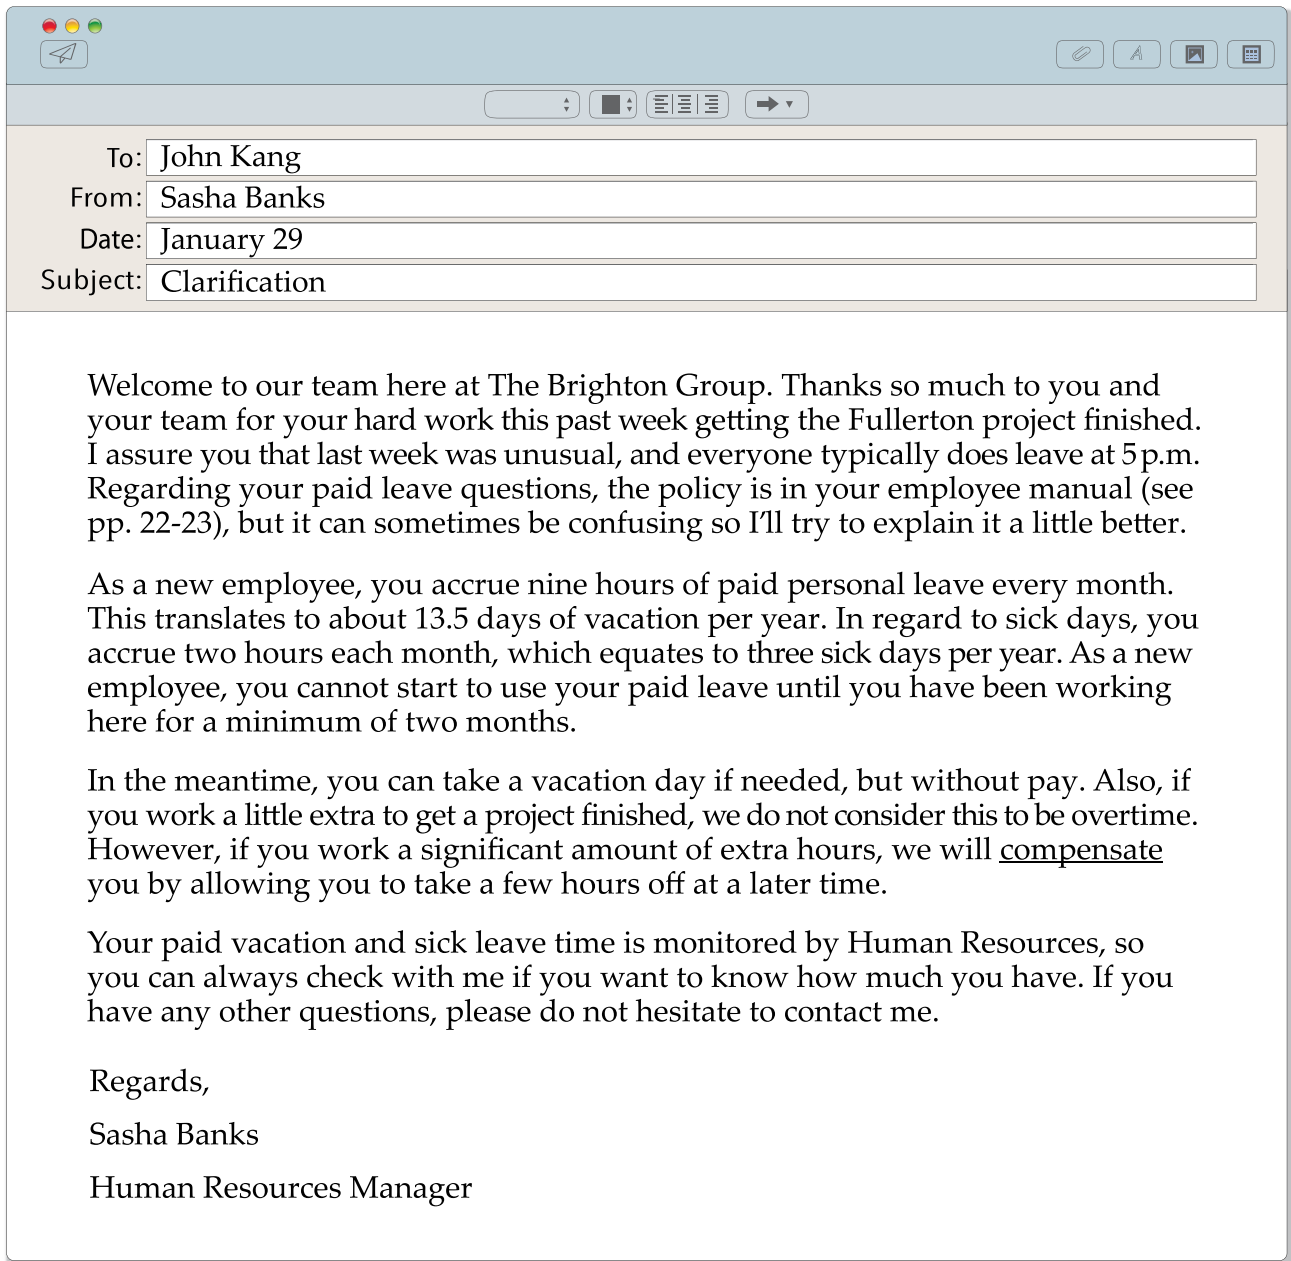 To: John Kang
From: Sasha Banks
Date: January 29
Subject: Clarification
Welcome to our team here at The Brighton Group. Thanks so much to you and
your team for your hard work this past week getting the Fullerton project finished.
I assure you that last week was unusual, and everyone typically does leave at 5 p.m.
Regarding your paid leave questions, the policy is in your employee manual (see
pp. 22-23), but it can sometimes be confusing so I'll try to explain it a little better.
As a new employee, you accrue nine hours of paid personal leave every month.
This translates to about 13.5 days of vacation per year. In regard to sick days, you
accrue two hours each month, which equates to three sick days per year. As a new
employee, you cannot start to use your paid leave until you have been working
here for a minimum of two months.
In the meantime, you can take a vacation day if needed, but without pay. Also, if
you work a little extra to get a project finished, we do not consider this to be overtime.
However, if you work a significant amount of extra hours, we will compensate
you by allowing you to take a few hours off at a later time.
Your paid vacation and sick leave time is monitored by Human Resources, so
you can always check with me if you want to know how much you have. If you
have any other questions, please do not hesitate to contact me.
Regards,
Sasha Banks
Human Resources Manager